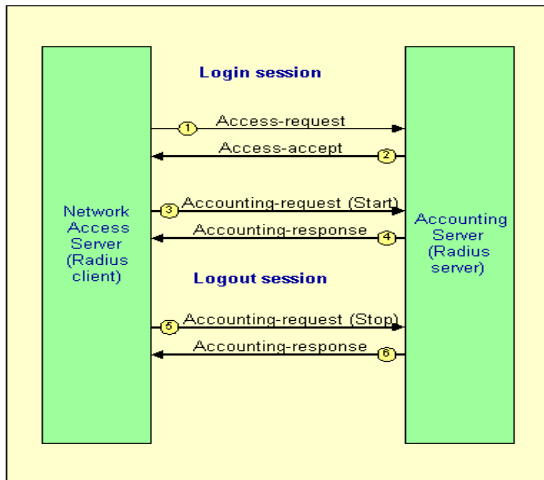 Login session
1 Access-request
Access-accept 2
3 Accounting-request (Start)
Accounting-response 4
Network
Access
Server
(Radius
client)
Accounting
Server
(Radius
server)
Logout session
5 Accounting-request (Stop)
Accounting-response 6